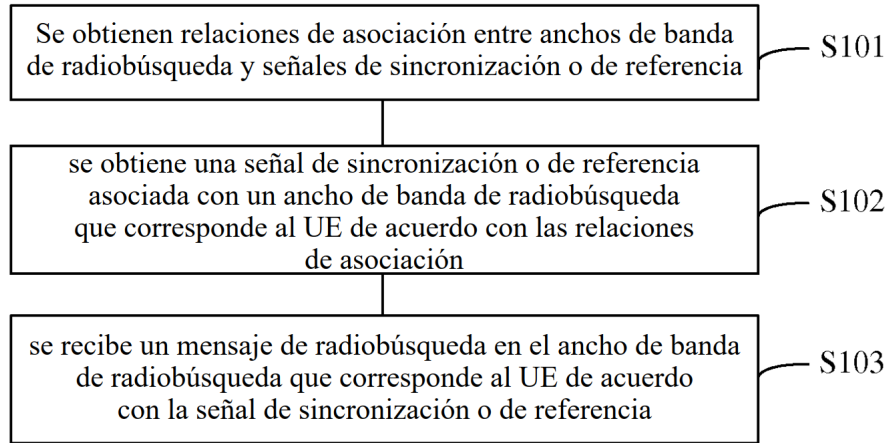 Se obtienen relaciones de asociación entre anchos de banda
de radiobúsqueda y señales de sincronización o de referencia
S101
se obtiene una señal de sincronización o de referencia
asociada con un ancho de banda de radiobúsqueda
que corresponde al UE de acuerdo con las relaciones
de asociación
S102
se recibe un mensaje de radiobúsqueda en el ancho de banda
de radiobúsqueda que corresponde al UE de acuerdo
con la señal de sincronización o de referencia
S103